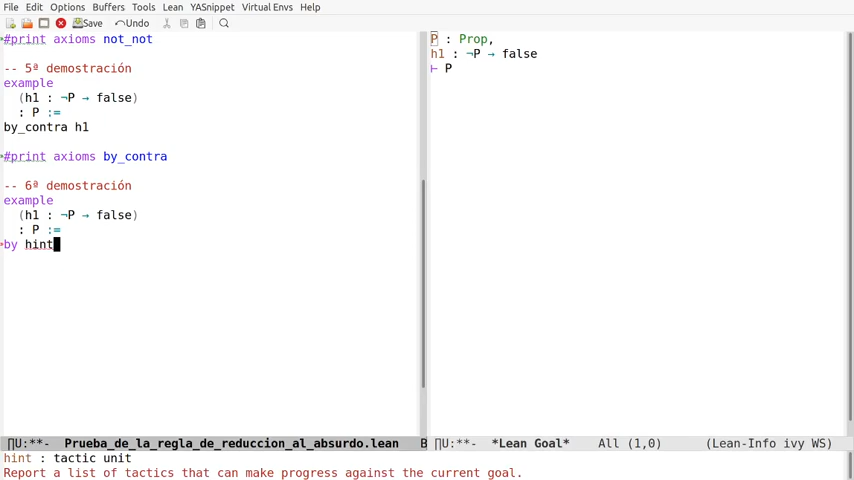 File Edit Options Buffers Tools Lean YASnippet Virtual Envs Help
Save Undo
#print axioms not_not
-- 5ª demostración
example
(h1 : ¬P → false)
: P :=
by_contra h1
#print axioms by_contra
-- 6ª demostración
example
(h1 : ¬P → false)
: P :=
by hint
P : Prop,
h1 : ¬P → false
⊢ P
∏U:**- Prueba_de_la_regla_de_reduccion_al_absurdo.lean B
∏U:**- *Lean Goal* All (1,0) (Lean-Info ivy WS)
hint : tactic unit
Report a list of tactics that can make progress against the current goal.